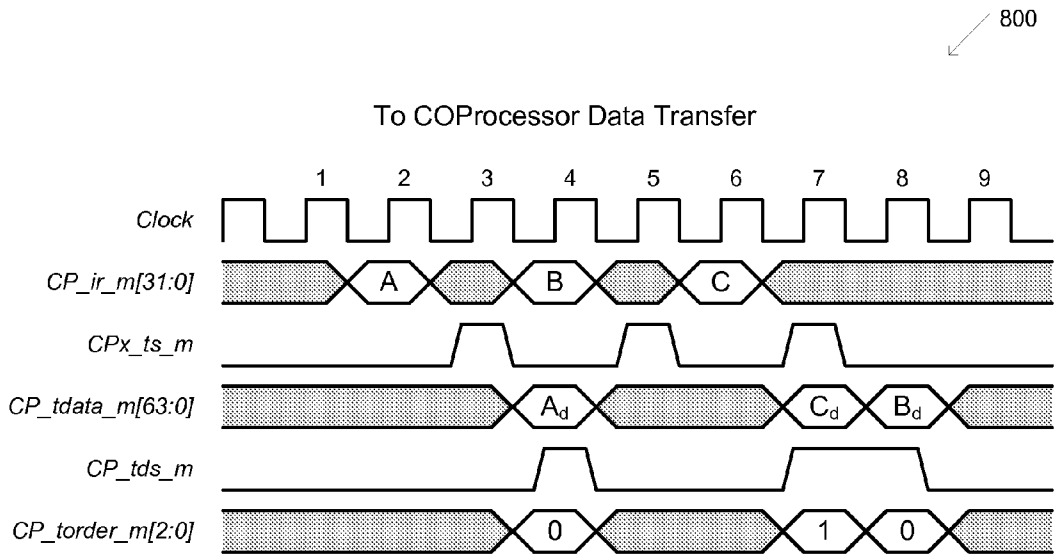 800
To COProcessor Data Transfer
1 2 3 4 5 6 7 8 9
Clock
CP_ir_m[31:0] A B C
CPx_ts_m
CP_tdata_m[63:0] Ad Cd Bd
CP_tds_m
CP_torder_m[2:0] 0 1 0